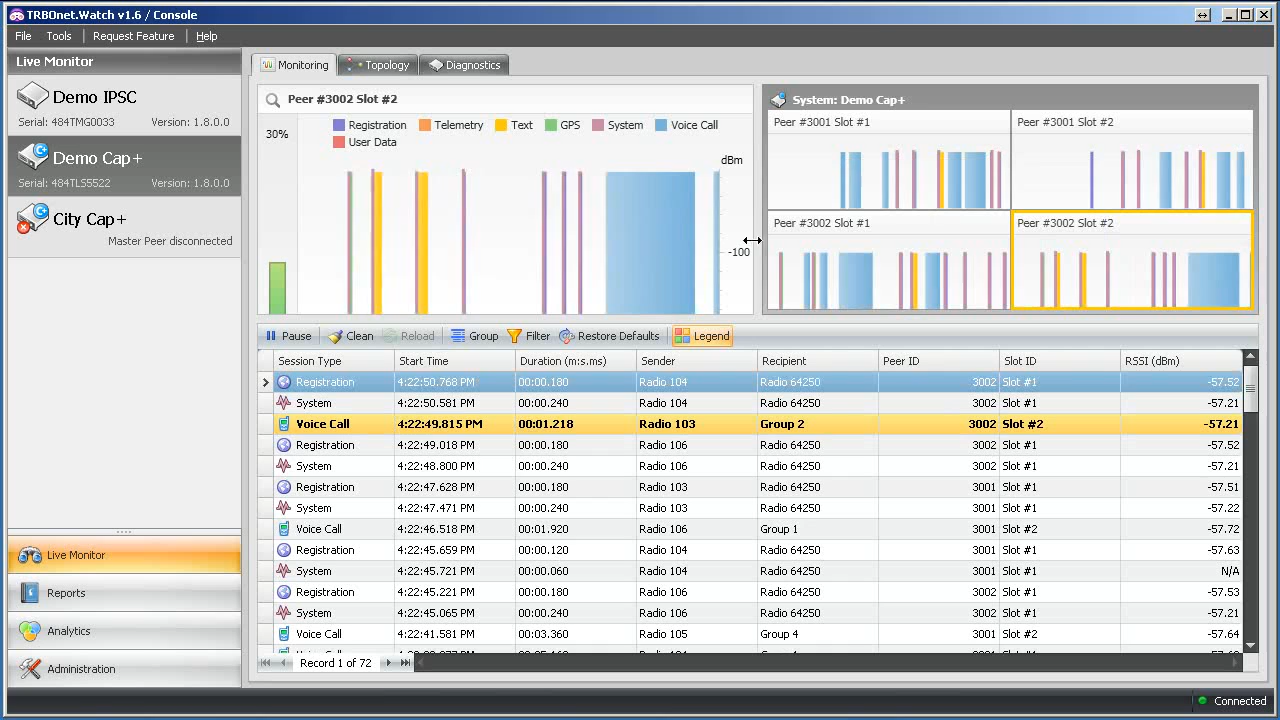 TRBOnet.Watch v1.6 / Console
File Tools Request Feature Help
Live Monitor
Demo IPSC
Serial: 484TMG0033 Version: 1.8.0.0
Demo Cap+
Serial: 484TLS5522 Version: 1.8.0.0
City Cap+
Master Peer disconnected
Live Monitor
Reports
Analytics
Administration
Monitoring Topology Diagnostics
Peer #3002 Slot #2
30%
Registration Telemetry Text GPS System Voice Call
User Data
dBm
-100
System: Demo Cap+
Peer #3001 Slot #1 Peer #3001 Slot #2
Peer #3002 Slot #1 Peer #3002 Slot #2
Pause Clean Reload Group Filter Restore Defaults Legend
Session Type Start Time Duration (m:s.ms) Sender Recipient Peer ID Slot ID RSSI (dBm)
Registration 4:22:50.768 PM 00:00.180 Radio 104 Radio 64250 3002 Slot #1 -57.52
System 4:22:50.581 PM 00:00.240 Radio 104 Radio 64250 3002 Slot #1 -57.21
Voice Call 4:22:49.815 PM 00:01.218 Radio 103 Group 2 3002 Slot #2 -57.21
Registration 4:22:49.018 PM 00:00.180 Radio 106 Radio 64250 3002 Slot #1 -57.52
System 4:22:48.800 PM 00:00.240 Radio 106 Radio 64250 3002 Slot #1 -57.21
Registration 4:22:47.628 PM 00:00.180 Radio 103 Radio 64250 3001 Slot #1 -57.51
System 4:22:47.471 PM 00:00.240 Radio 103 Radio 64250 3001 Slot #1 -57.22
Voice Call 4:22:46.518 PM 00:01.920 Radio 106 Group 1 3001 Slot #2 -57.72
Registration 4:22:45.659 PM 00:00.120 Radio 104 Radio 64250 3001 Slot #1 -57.63
System 4:22:45.721 PM 00:00.060 Radio 104 Radio 64250 3001 Slot #1 N/A
Registration 4:22:45.221 PM 00:00.180 Radio 106 Radio 64250 3002 Slot #1 -57.53
System 4:22:45.065 PM 00:00.240 Radio 106 Radio 64250 3002 Slot #1 -57.21
Voice Call 4:22:41.581 PM 00:03.360 Radio 105 Group 4 3001 Slot #2 -57.64
Record 1 of 72
Connected